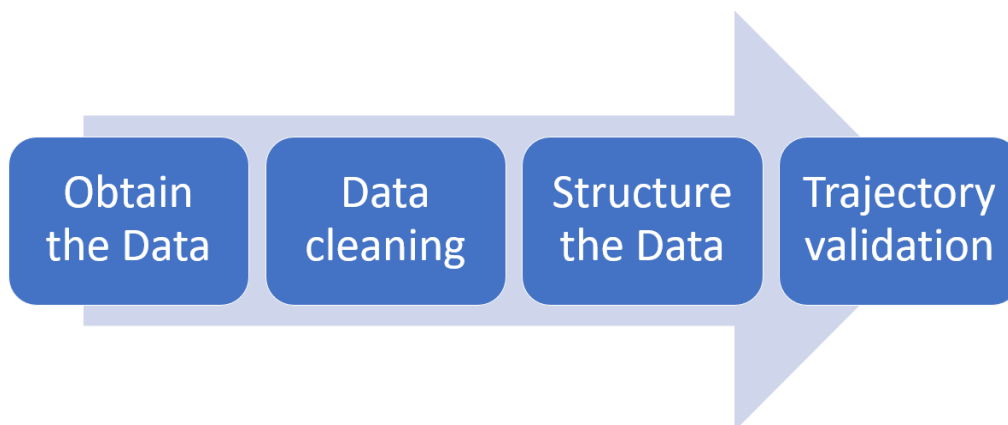 Obtain
the Data
Data
cleaning
Structure
the Data
Trajectory
validation